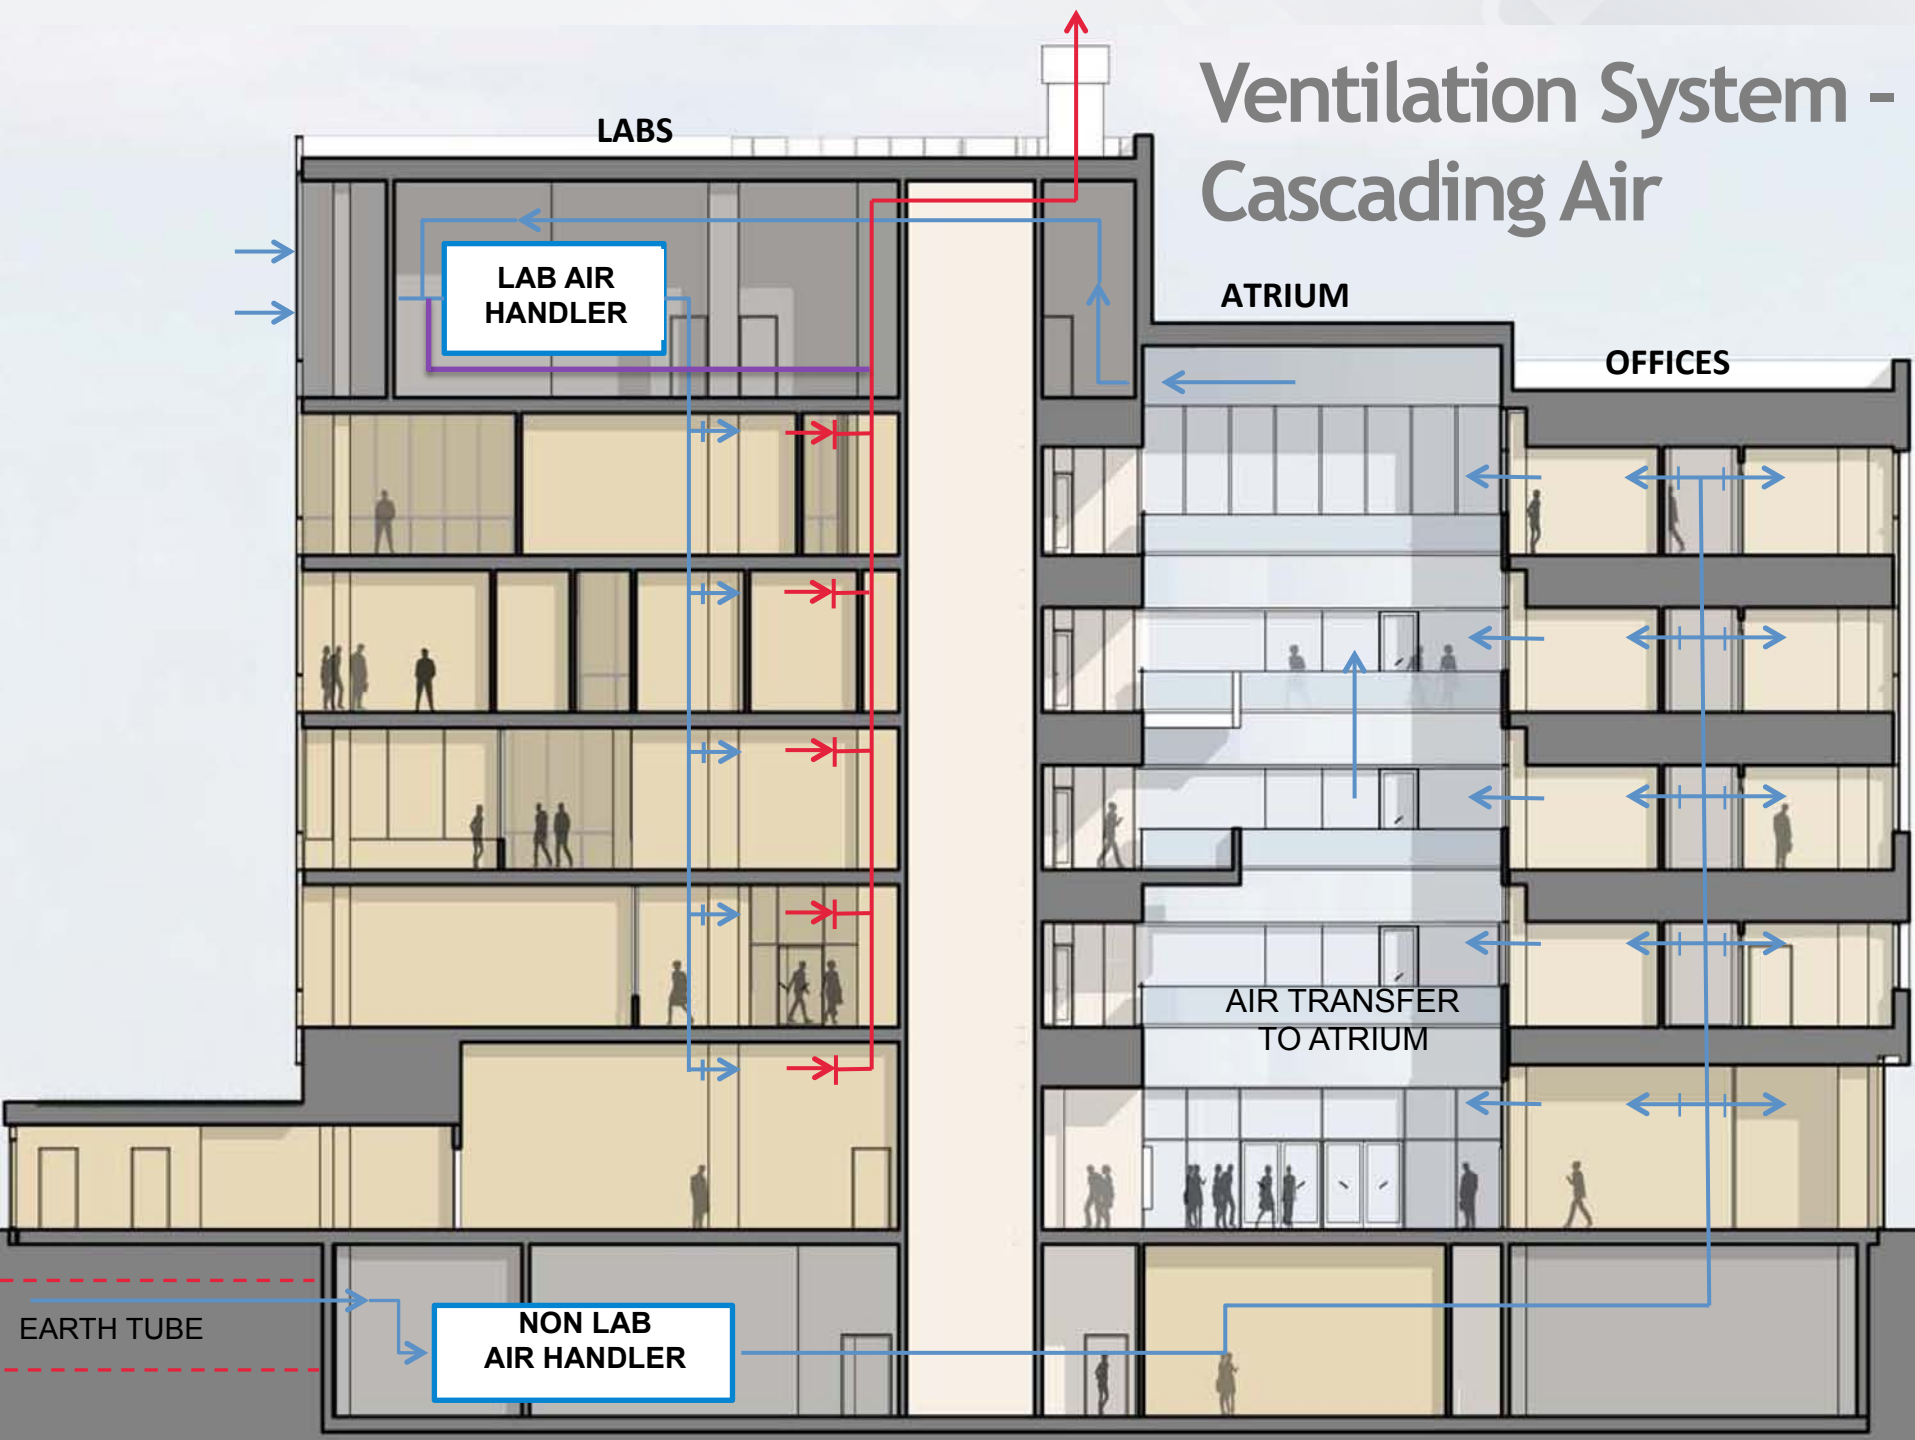 Ventilation System -
Cascading Air
LABS
LAB AIR
HANDLER
ATRIUM
OFFICES
AIR TRANSFER
TO ATRIUM
EARTH TUBE
NON LAB
AIR HANDLER